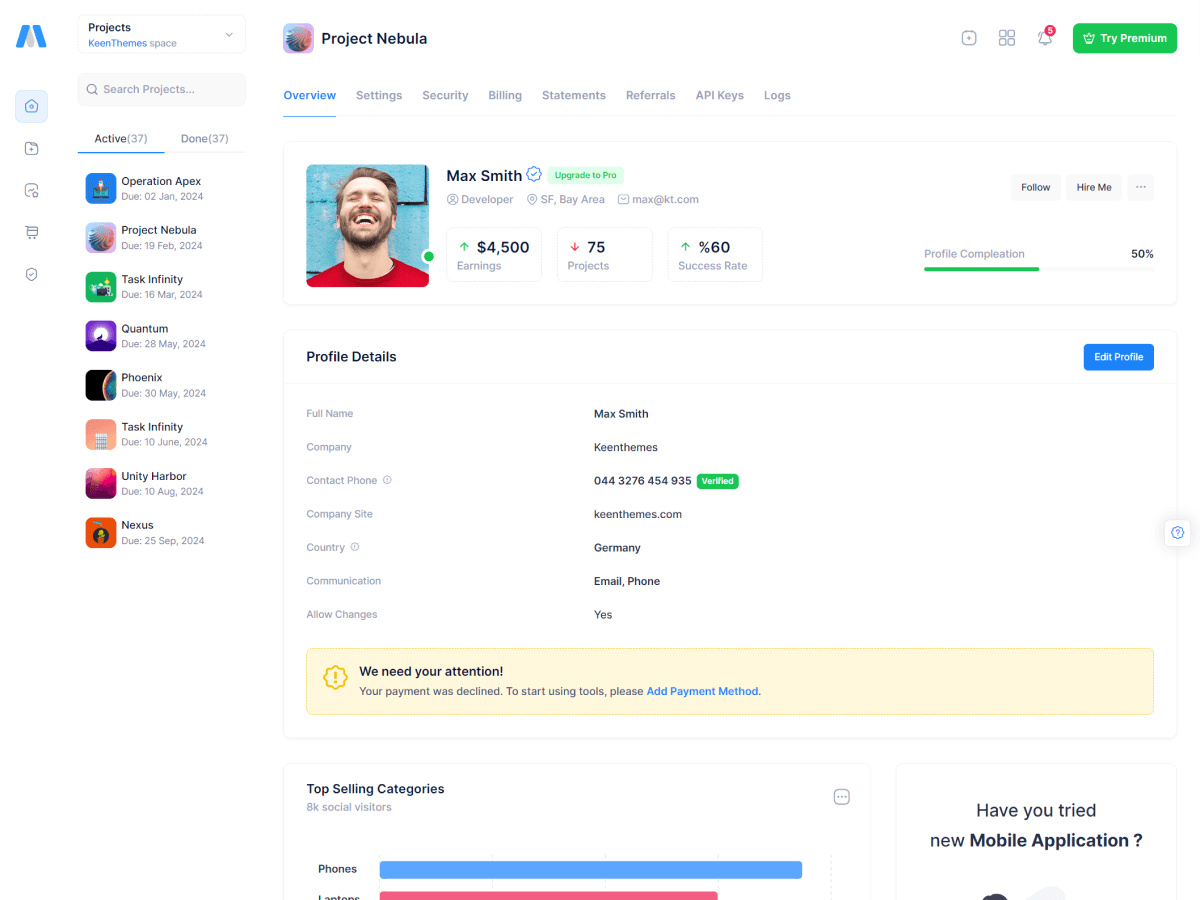 Projects
KeenThemes space
Search Projects...
Active(37)
Done(37)
Operation Apex
Due: 02 Jan, 2024
Project Nebula
Due: 19 Feb, 2024
Task Infinity
Due: 16 Mar, 2024
Quantum
Due: 28 May, 2024
Phoenix
Due: 30 May, 2024
Task Infinity
Due: 10 June, 2024
Unity Harbor
Due: 10 Aug, 2024
Nexus
Due: 25 Sep, 2024
Project Nebula
5
Try Premium
Overview
Settings
Security
Billing
Statements
Referrals
API Keys
Logs
Max Smith
Upgrade to Pro
Developer
SF, Bay Area
max@kt.com
$4,500
Earnings
75
Projects
%60
Success Rate
Follow
Hire Me
Profile Compleation
50%
Profile Details
Edit Profile
Full Name
Max Smith
Company
Keenthemes
Contact Phone
044 3276 454 935
Verified
Company Site
keenthemes.com
Country
Germany
Communication
Email, Phone
Allow Changes
Yes
We need your attention!
Your payment was declined. To start using tools, please Add Payment Method.
Top Selling Categories
8k social visitors
Phones
Laptops
Have you tried
new Mobile Application ?